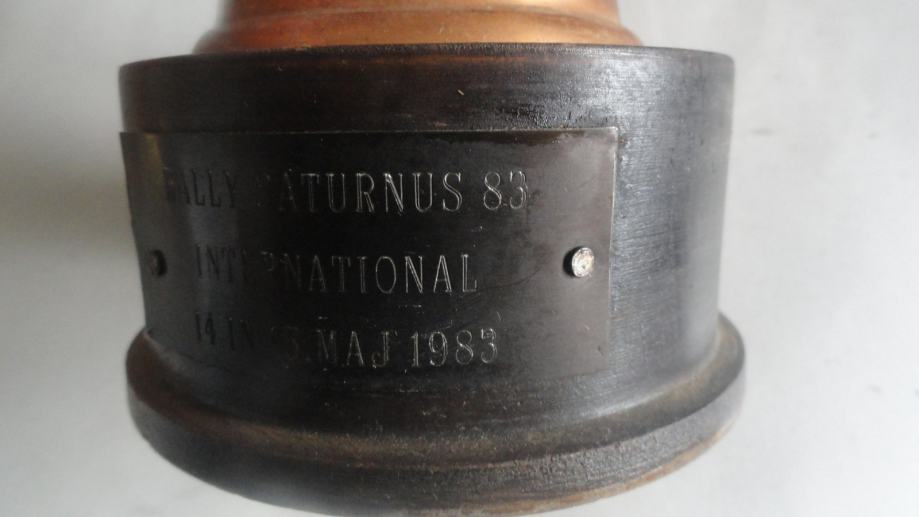 RALLY SATURNUS 83
INTERNATIONAL
14 IN 15. MAJ 1983